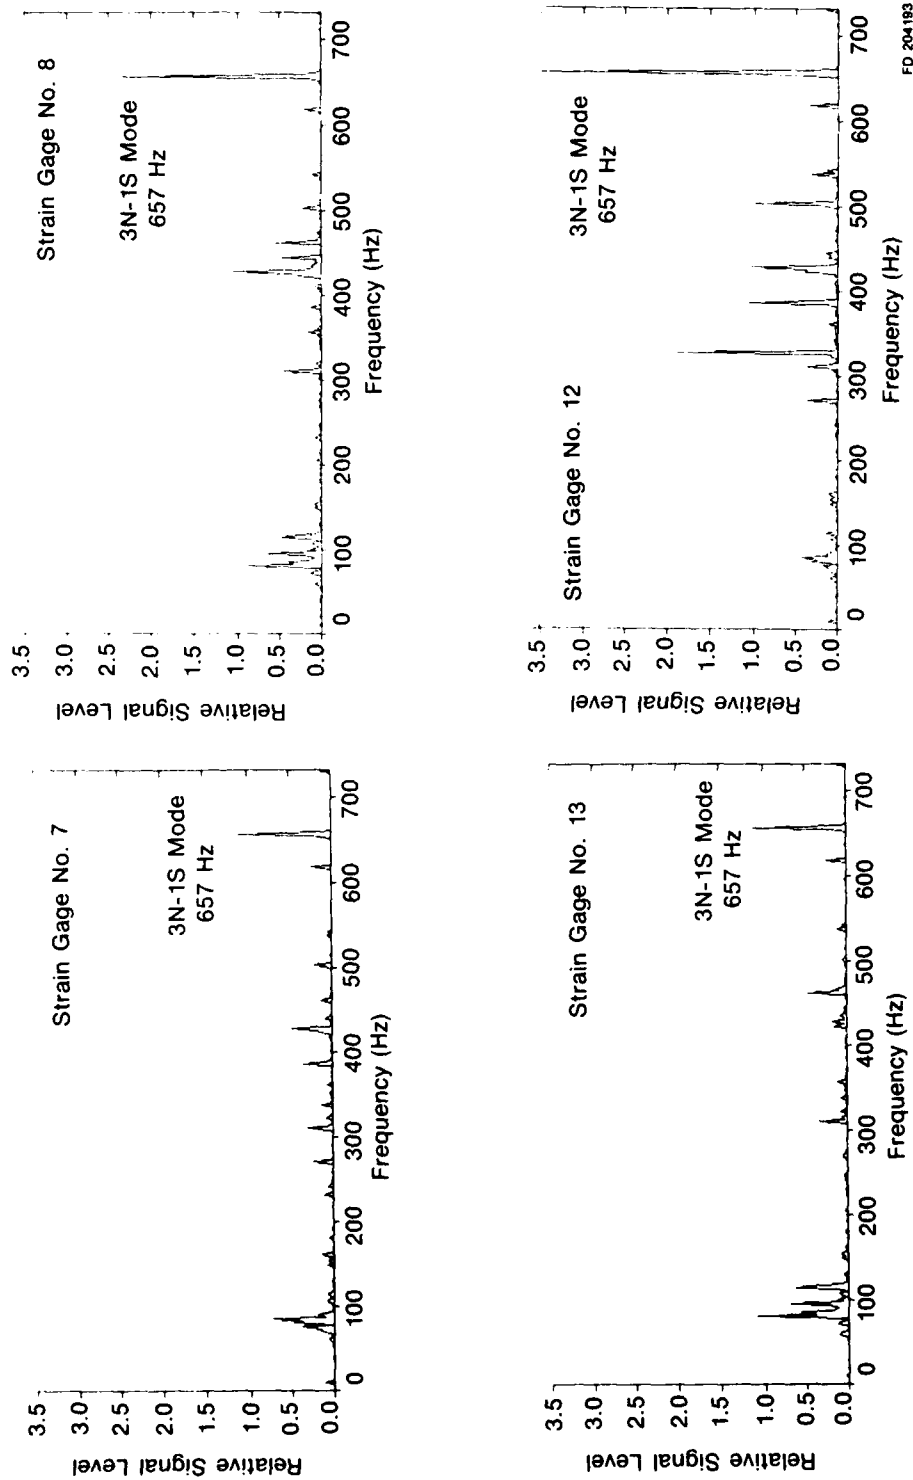 Strain Gage No. 7
3N-1S Mode
657 Hz
Relative Signal Level
3.5
3.0
2.5
2.0
1.5
1.0
0.5
0.0
0 100 200 300 400 500 600 700
Frequency (Hz)
Strain Gage No. 8
3N-1S Mode
657 Hz
Relative Signal Level
3.5
3.0
2.5
2.0
1.5
1.0
0.5
0.0
0 100 200 300 400 500 600 700
Frequency (Hz)
Strain Gage No. 13
3N-1S Mode
657 Hz
Relative Signal Level
3.5
3.0
2.5
2.0
1.5
1.0
0.5
0.0
0 100 200 300 400 500 600 700
Frequency (Hz)
Strain Gage No. 12
3N-1S Mode
657 Hz
Relative Signal Level
3.5
3.0
2.5
2.0
1.5
1.0
0.5
0.0
0 100 200 300 400 500 600 700
Frequency (Hz)
FD 204193